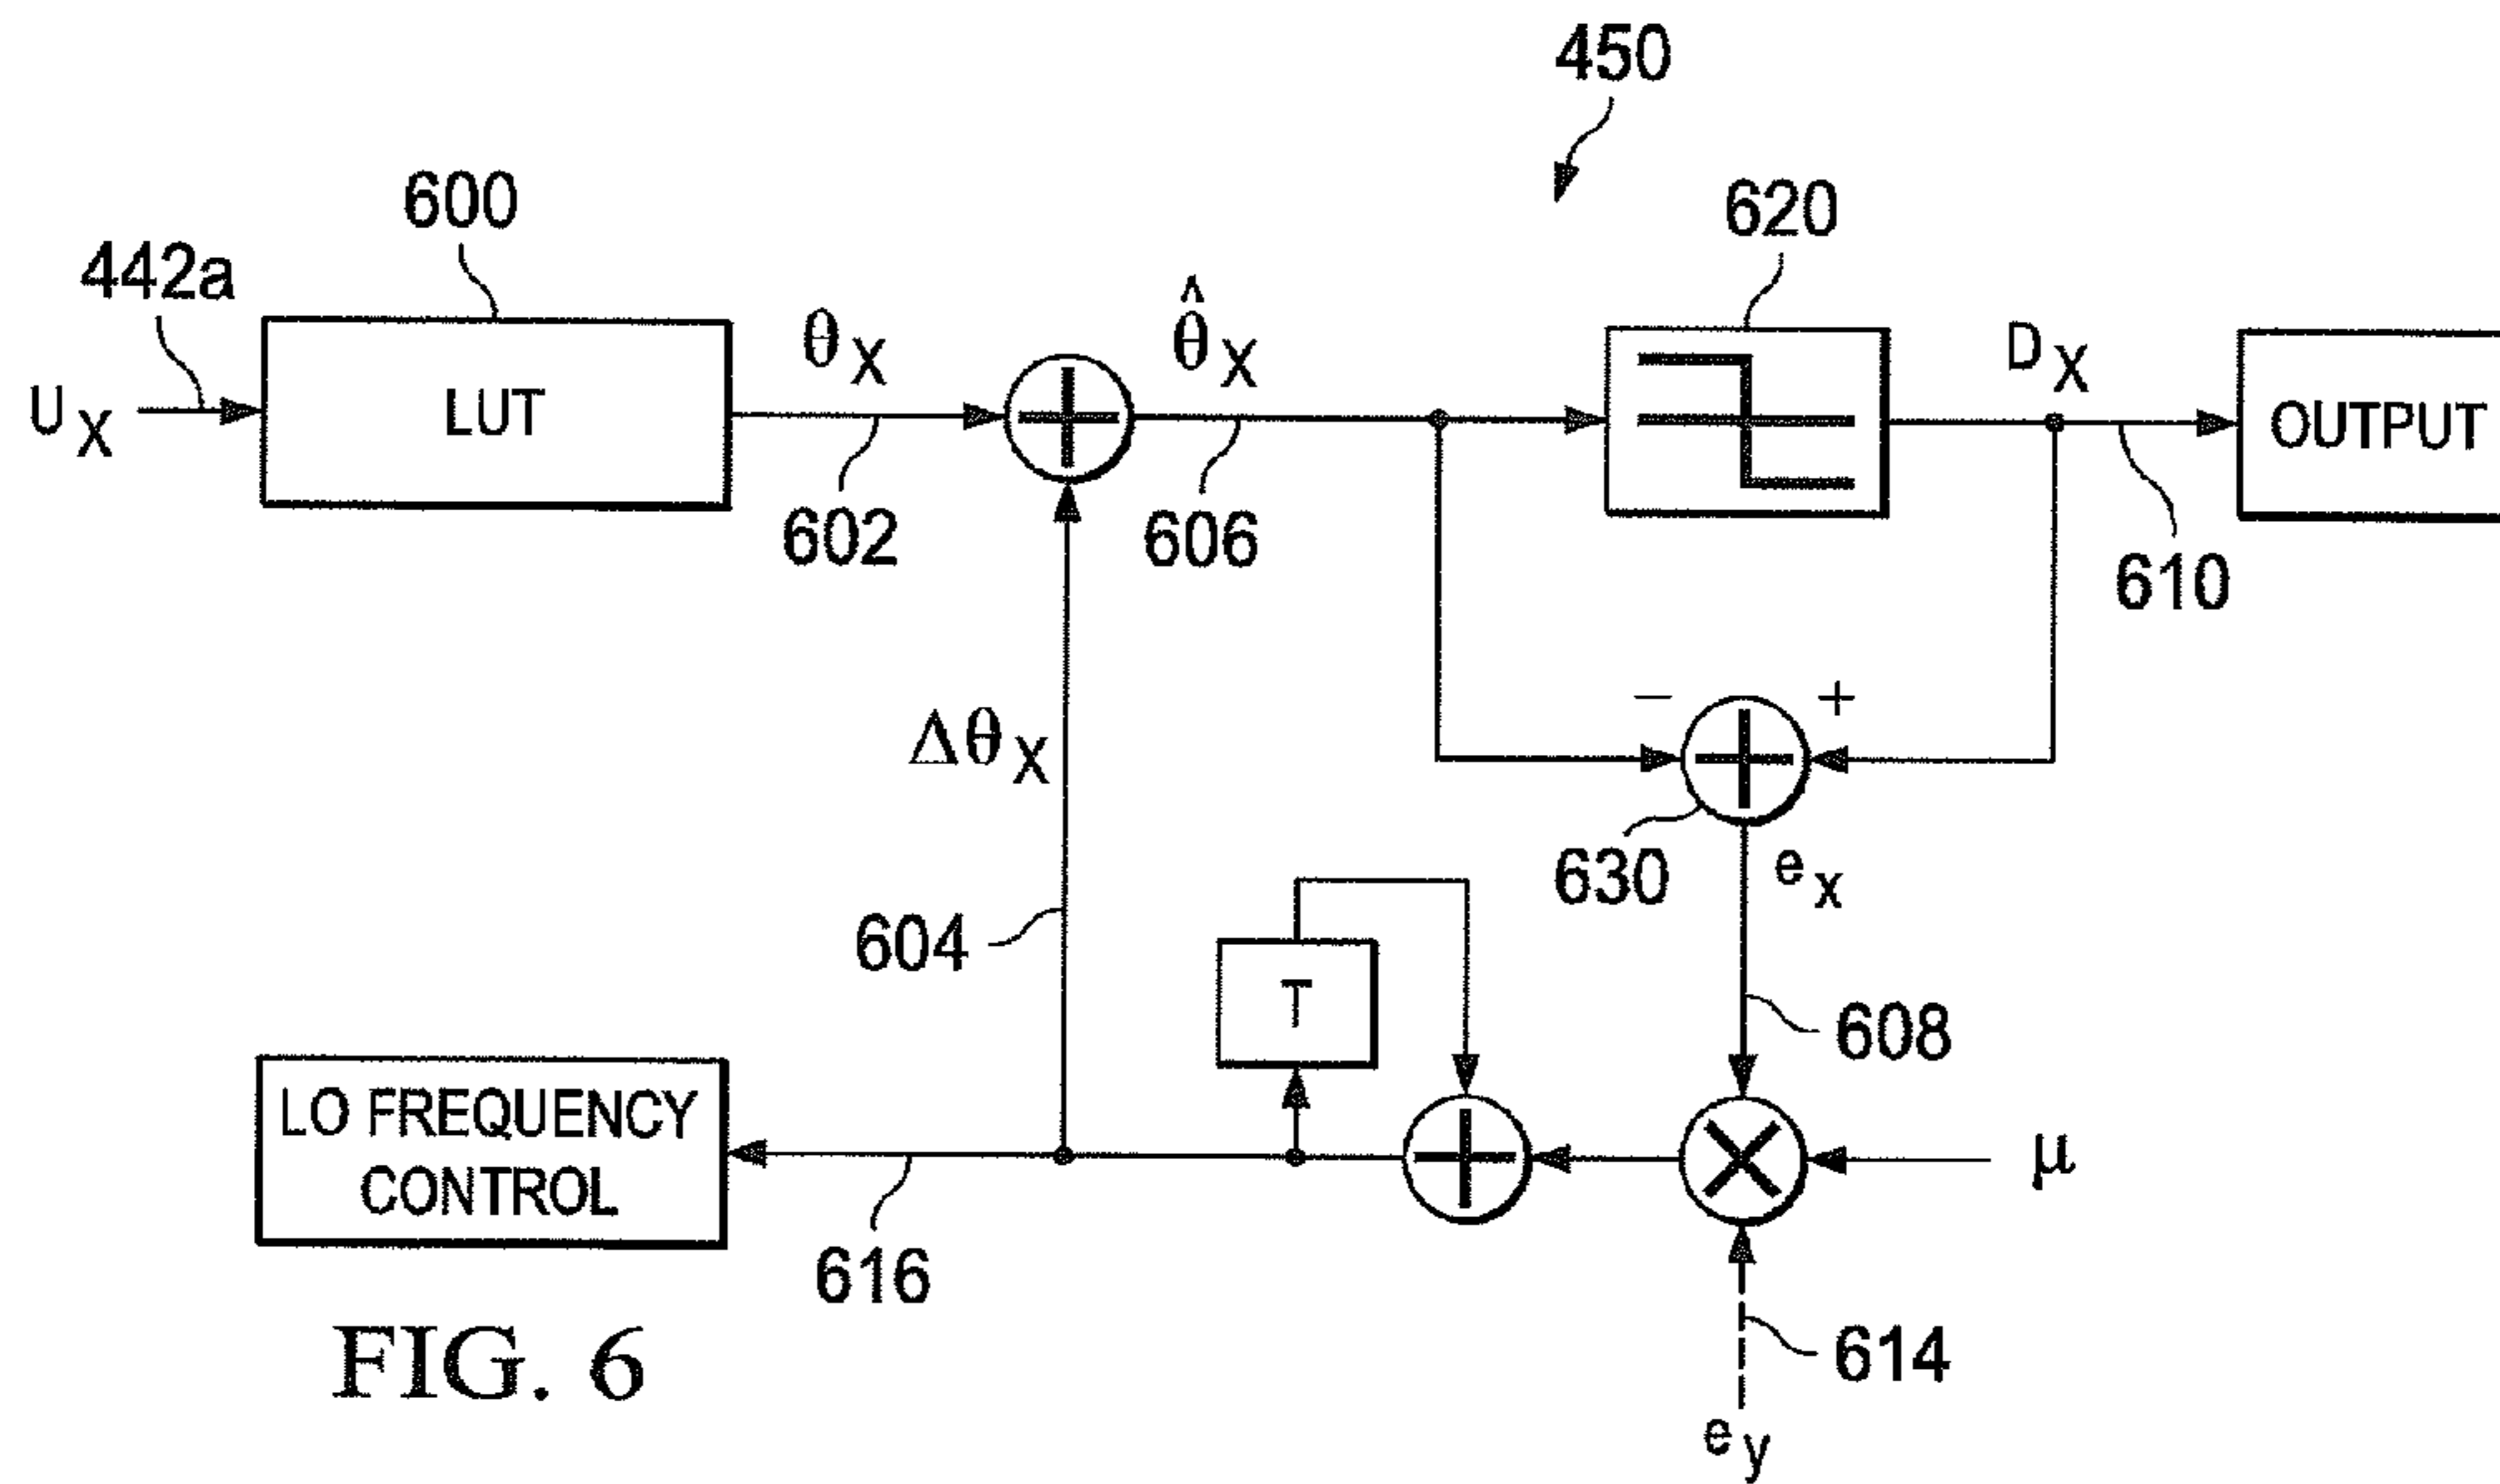 450
600
620
442a
θX
θ̂X
DX
UX
LUT
OUTPUT
602
606
610
ΔθX
−
+
630
eX
604
T
608
LO FREQUENCY
CONTROL
μ
616
614
FIG. 6
ey